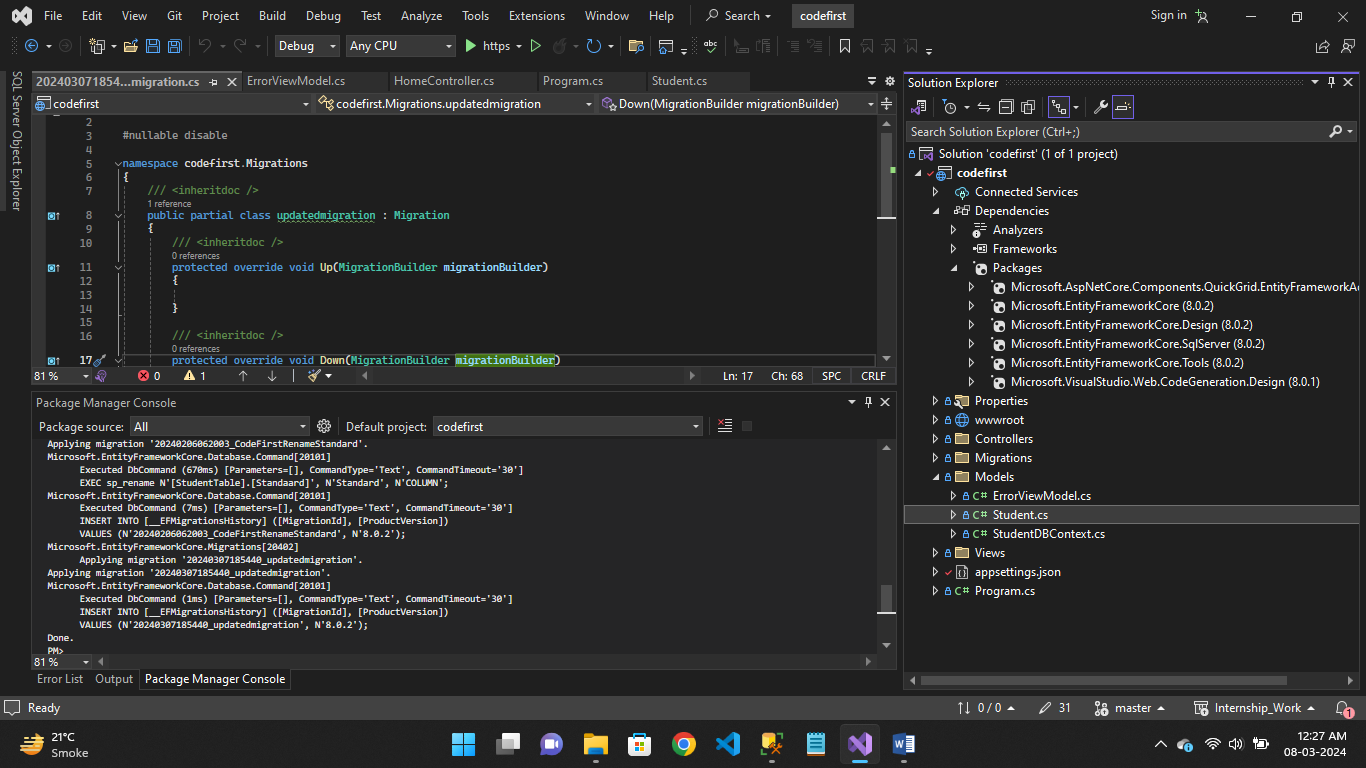 File Edit View Git Project Build Debug Test Analyze Tools Extensions Window Help Search codefirst Sign in
Debug Any CPU https
SQL Server Object Explorer
202403071854...migration.cs ErrorViewModel.cs HomeController.cs Program.cs Student.cs
codefirst codefirst.Migrations.updatedmigration Down(MigrationBuilder migrationBuilder)
2
3 #nullable disable
4
5 namespace codefirst.Migrations
6 {
7 /// <inheritdoc />
1 reference
8 public partial class updatedmigration : Migration
9 {
10 /// <inheritdoc />
0 references
11 protected override void Up(MigrationBuilder migrationBuilder)
12 {
13
14 }
15
16 /// <inheritdoc />
0 references
17 protected override void Down(MigrationBuilder migrationBuilder)
81 % 0 1 Ln: 17 Ch: 68 SPC CRLF
Package Manager Console
Package source: All Default project: codefirst
Applying migration '20240206062003_CodeFirstRenameStandard'.
Microsoft.EntityFrameworkCore.Database.Command[20101]
Executed DbCommand (670ms) [Parameters=[], CommandType='Text', CommandTimeout='30']
EXEC sp_rename N'[StudentTable].[Standaard]', N'Standard', N'COLUMN';
Microsoft.EntityFrameworkCore.Database.Command[20101]
Executed DbCommand (7ms) [Parameters=[], CommandType='Text', CommandTimeout='30']
INSERT INTO [__EFMigrationsHistory] ([MigrationId], [ProductVersion])
VALUES (N'20240206062003_CodeFirstRenameStandard', N'8.0.2');
Microsoft.EntityFrameworkCore.Migrations[20402]
Applying migration '20240307185440_updatedmigration'.
Applying migration '20240307185440_updatedmigration'.
Microsoft.EntityFrameworkCore.Database.Command[20101]
Executed DbCommand (1ms) [Parameters=[], CommandType='Text', CommandTimeout='30']
INSERT INTO [__EFMigrationsHistory] ([MigrationId], [ProductVersion])
VALUES (N'20240307185440_updatedmigration', N'8.0.2');
Done.
PM>
81 %
Error List Output Package Manager Console
Solution Explorer
Search Solution Explorer (Ctrl+;)
Solution 'codefirst' (1 of 1 project)
codefirst
Connected Services
Dependencies
Analyzers
Frameworks
Packages
Microsoft.AspNetCore.Components.QuickGrid.EntityFrameworkAd
Microsoft.EntityFrameworkCore (8.0.2)
Microsoft.EntityFrameworkCore.Design (8.0.2)
Microsoft.EntityFrameworkCore.SqlServer (8.0.2)
Microsoft.EntityFrameworkCore.Tools (8.0.2)
Microsoft.VisualStudio.Web.CodeGeneration.Design (8.0.1)
Properties
wwwroot
Controllers
Migrations
Models
C# ErrorViewModel.cs
C# Student.cs
C# StudentDBContext.cs
Views
appsettings.json
C# Program.cs
Ready 0 / 0 31 master Internship_Work 1
21°C
Smoke
12:27 AM
08-03-2024